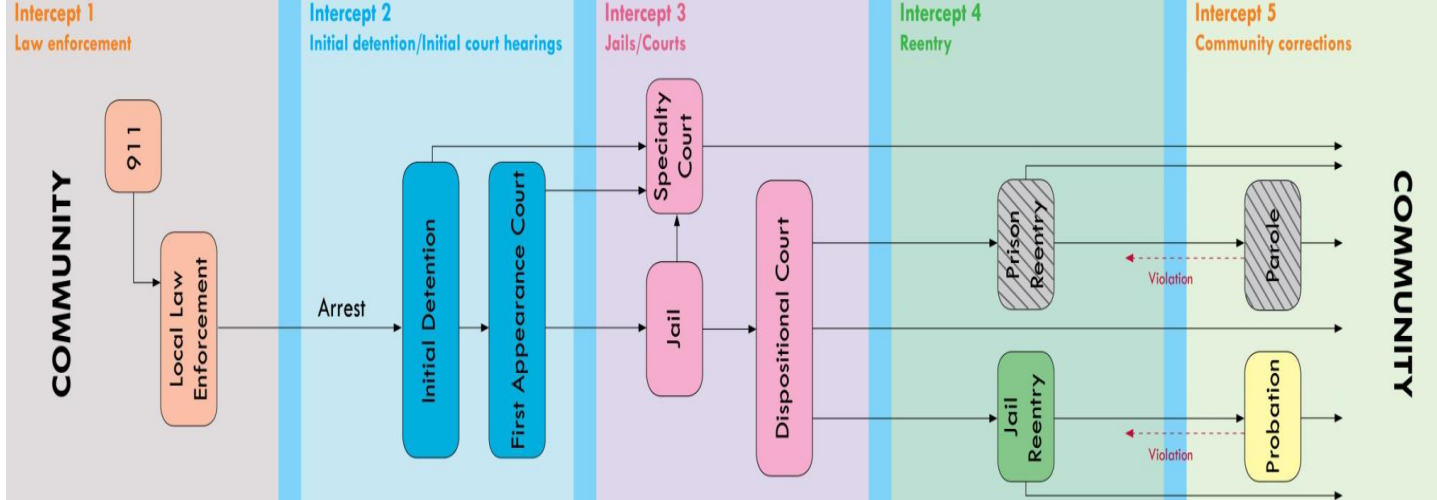 Intercept 1
Law enforcement
Intercept 2
Initial detention/Initial court hearings
Intercept 3
Jails/Courts
Intercept 4
Reentry
Intercept 5
Community corrections
COMMUNITY
911
Local Law
Enforcement
Arrest
Initial Detention
First Appearance Court
Specialty
Court
Jail
Dispositional Court
Prison
Reentry
Jail
Reentry
Violation
Violation
Parole
Probation
COMMUNITY